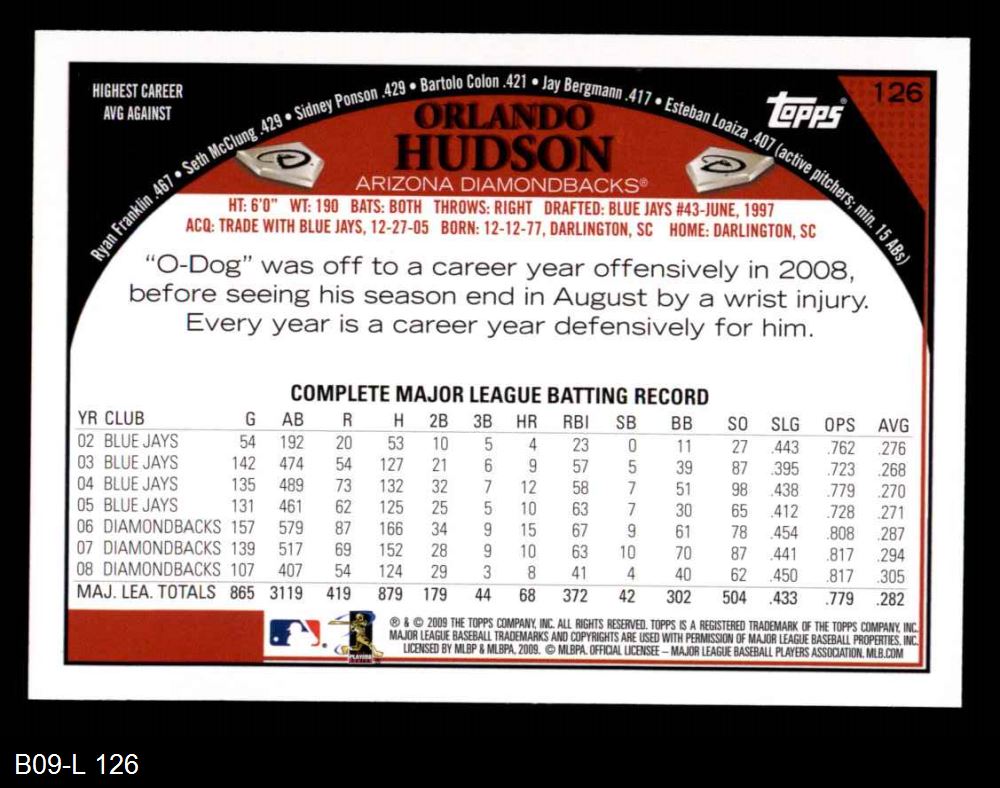 HIGHEST CAREER
AVG AGAINST
Ryan Franklin .467 • Seth McClung .429 • Sidney Ponson .429 • Bartolo Colon .421 • Jay Bergmann .417 • Esteban Loaiza .407 (active pitchers; min. 15 ABs)
topps®
126
ORLANDO
HUDSON
ARIZONA DIAMONDBACKS®
HT: 6'0" WT: 190 BATS: BOTH THROWS: RIGHT DRAFTED: BLUE JAYS #43-JUNE, 1997
ACQ: TRADE WITH BLUE JAYS, 12-27-05 BORN: 12-12-77, DARLINGTON, SC HOME: DARLINGTON, SC
"O-Dog" was off to a career year offensively in 2008,
before seeing his season end in August by a wrist injury.
Every year is a career year defensively for him.
COMPLETE MAJOR LEAGUE BATTING RECORD
YR CLUB G AB R H 2B 3B HR RBI SB BB SO SLG OPS AVG
02 BLUE JAYS 54 192 20 53 10 5 4 23 0 11 27 .443 .762 .276
03 BLUE JAYS 142 474 54 127 21 6 9 57 5 39 87 .395 .723 .268
04 BLUE JAYS 135 489 73 132 32 7 12 58 7 51 98 .438 .779 .270
05 BLUE JAYS 131 461 62 125 25 5 10 63 7 30 65 .412 .728 .271
06 DIAMONDBACKS 157 579 87 166 34 9 15 67 9 61 78 .454 .808 .287
07 DIAMONDBACKS 139 517 69 152 28 9 10 63 10 70 87 .441 .817 .294
08 DIAMONDBACKS 107 407 54 124 29 3 8 41 4 40 62 .450 .817 .305
MAJ. LEA. TOTALS 865 3119 419 879 179 44 68 372 42 302 504 .433 .779 .282
® & © 2009 THE TOPPS COMPANY, INC. ALL RIGHTS RESERVED. TOPPS IS A REGISTERED TRADEMARK OF THE TOPPS COMPANY, INC.
MAJOR LEAGUE BASEBALL TRADEMARKS AND COPYRIGHTS ARE USED WITH PERMISSION OF MAJOR LEAGUE BASEBALL PROPERTIES, INC.
LICENSED BY MLBP & MLBPA, 2009. © MLBPA. OFFICIAL LICENSEE – MAJOR LEAGUE BASEBALL PLAYERS ASSOCIATION. MLB.COM
PLAYERS
B09-L 126